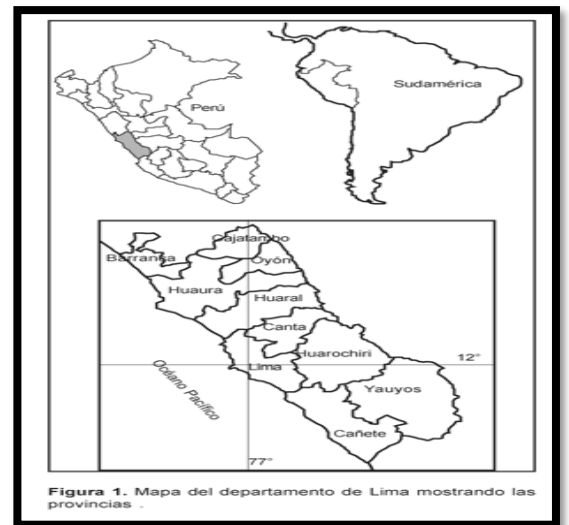 Perú
Sudamérica
Cajatambo
Barranca
Oyón
Huaura
Huaral
Canta
Huarochiri
12°
Lima
Yauyos
Océano Pacífico
Cañete
77°
Figura 1. Mapa del departamento de Lima mostrando las
provincias .